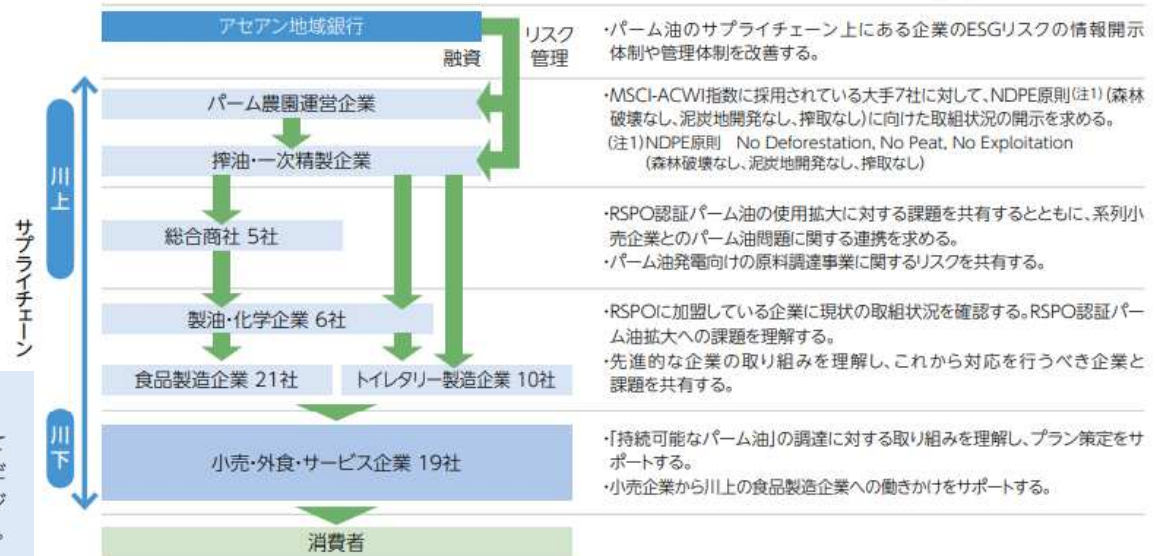 アセアン地域銀行
融資
リスク
管理
・パーム油のサプライチェーン上にある企業のESGリスクの情報開示
体制や管理体制を改善する。
サプライチェーン
川上
川下
パーム農園運営企業
搾油・一次精製企業
・MSCI-ACWI指数に採用されている大手7社に対して、NDPE原則(注1)(森林
破壊なし、泥炭地開発なし、搾取なし)に向けた取組状況の開示を求める。
(注1)NDPE原則 No Deforestation, No Peat, No Exploitation
(森林破壊なし、泥炭地開発なし、搾取なし)
総合商社 5社
・RSPO認証パーム油の使用拡大に対する課題を共有するとともに、系列小
売企業とのパーム油問題に関する連携を求める。
・パーム油発電向けの原料調達事業に関するリスクを共有する。
製油・化学企業 6社
食品製造企業 21社
トイレタリー製造企業 10社
・RSPOに加盟している企業に現状の取組状況を確認する。RSPO認証パー
ム油拡大への課題を理解する。
・先進的な企業の取り組みを理解し、これから対応を行うべき企業と
課題を共有する。
小売・外食・サービス企業 19社
・「持続可能なパーム油」の調達に対する取り組みを理解し、プラン策定をサ
ポートする。
・小売企業から川上の食品製造企業への働きかけをサポートする。
消費者